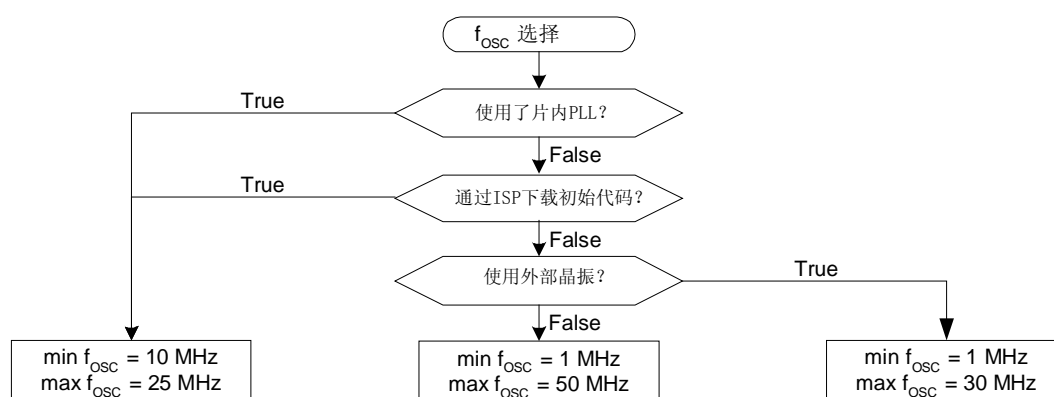 fOSC 选择
True
使用了片内PLL?
False
True
通过ISP下载初始代码?
False
使用外部晶振?
True
False
min fOSC = 10 MHz
max fOSC = 25 MHz
min fOSC = 1 MHz
max fOSC = 50 MHz
min fOSC = 1 MHz
max fOSC = 30 MHz